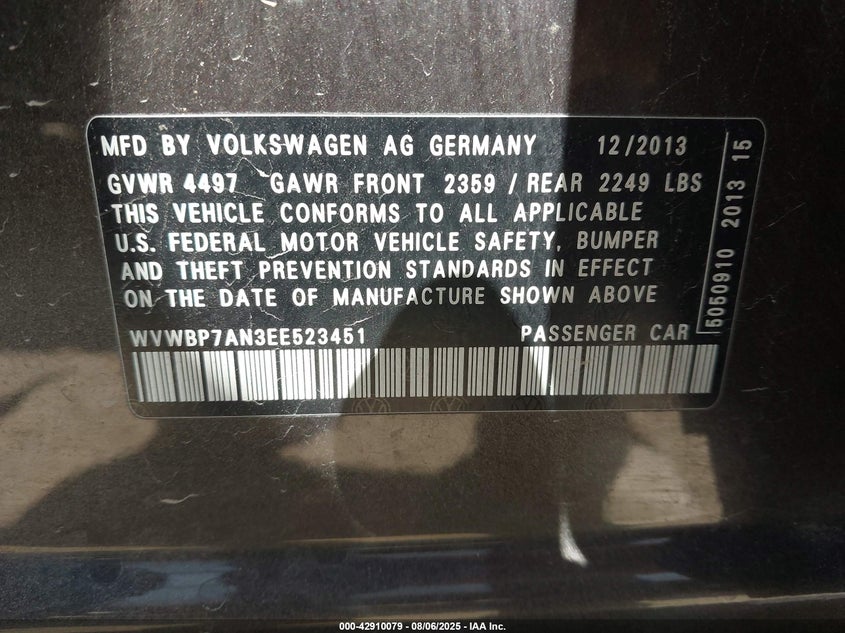 MFD BY VOLKSWAGEN AG GERMANY 12/2013
GVWR 4497 GAWR FRONT 2359 / REAR 2249 LBS
THIS VEHICLE CONFORMS TO ALL APPLICABLE
U.S. FEDERAL MOTOR VEHICLE SAFETY, BUMPER
AND THEFT PREVENTION STANDARDS IN EFFECT
ON THE DATE OF MANUFACTURE SHOWN ABOVE
WVWBP7AN3EE523451 PASSENGER CAR
5050910 2013 15
000-42910079 - 08/06/2025 - IAA Inc.